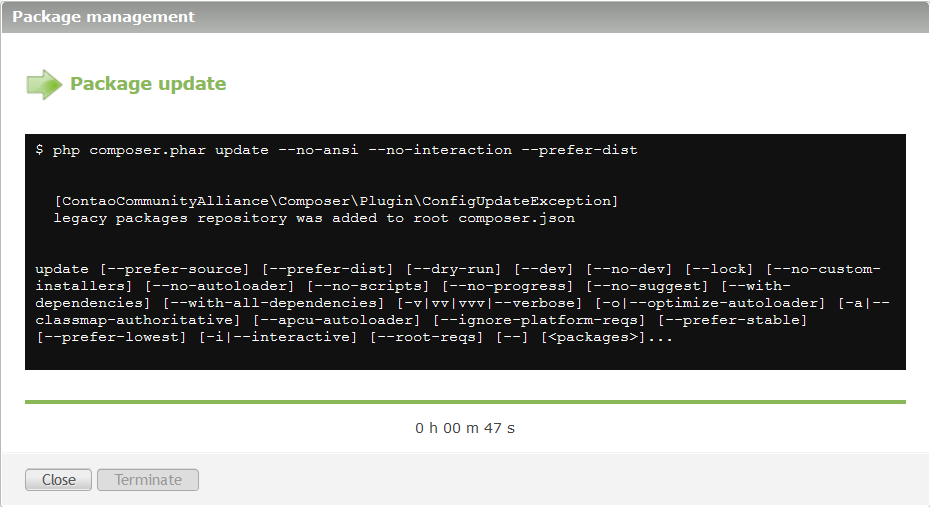 Package management
Package update
$ php composer.phar update --no-ansi --no-interaction --prefer-dist
[ContaoCommunityAlliance\Composer\Plugin\ConfigUpdateException]
legacy packages repository was added to root composer.json
update [--prefer-source] [--prefer-dist] [--dry-run] [--dev] [--no-dev] [--lock] [--no-custom-
installers] [--no-autoloader] [--no-scripts] [--no-progress] [--no-suggest] [--with-
dependencies] [--with-all-dependencies] [-v|vv|vvv|--verbose] [-o|--optimize-autoloader] [-a|--
classmap-authoritative] [--apcu-autoloader] [--ignore-platform-reqs] [--prefer-stable]
[--prefer-lowest] [-i|--interactive] [--root-reqs] [--] [<packages>]...
0 h 00 m 47 s
Close
Terminate